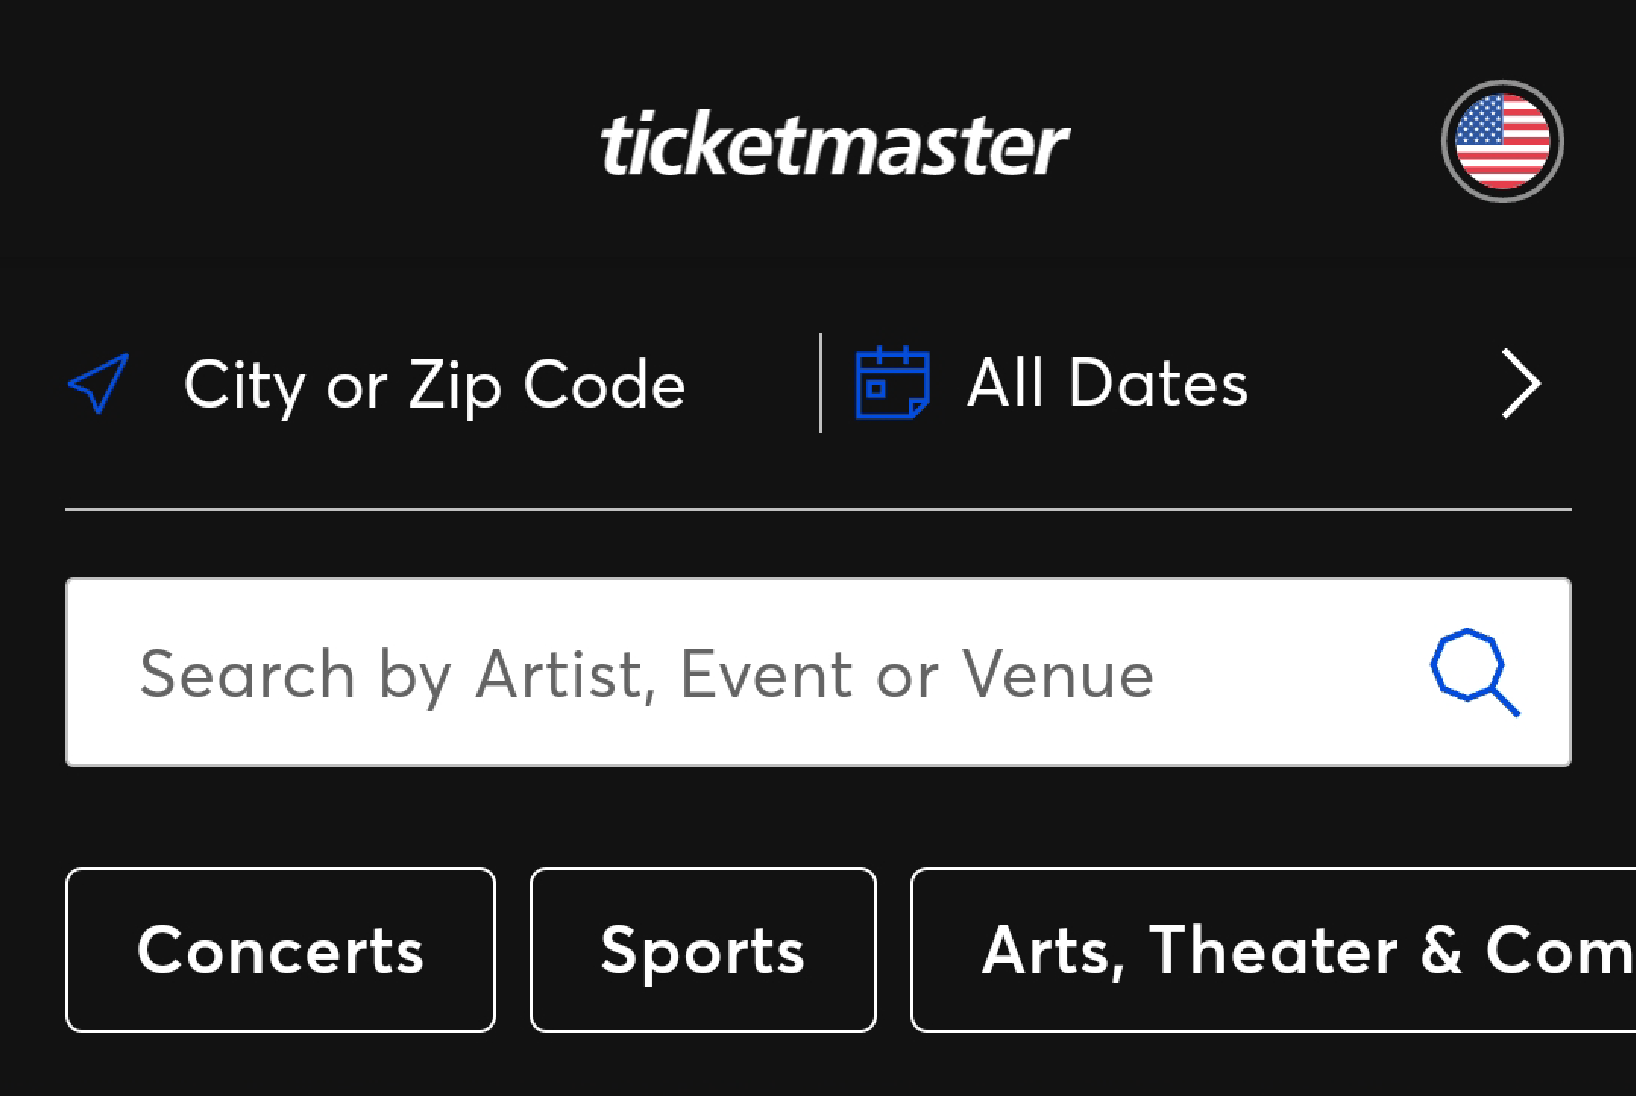 ticketmaster
City or Zip Code
All Dates
Search by Artist, Event or Venue
Concerts
Sports
Arts, Theater & Com